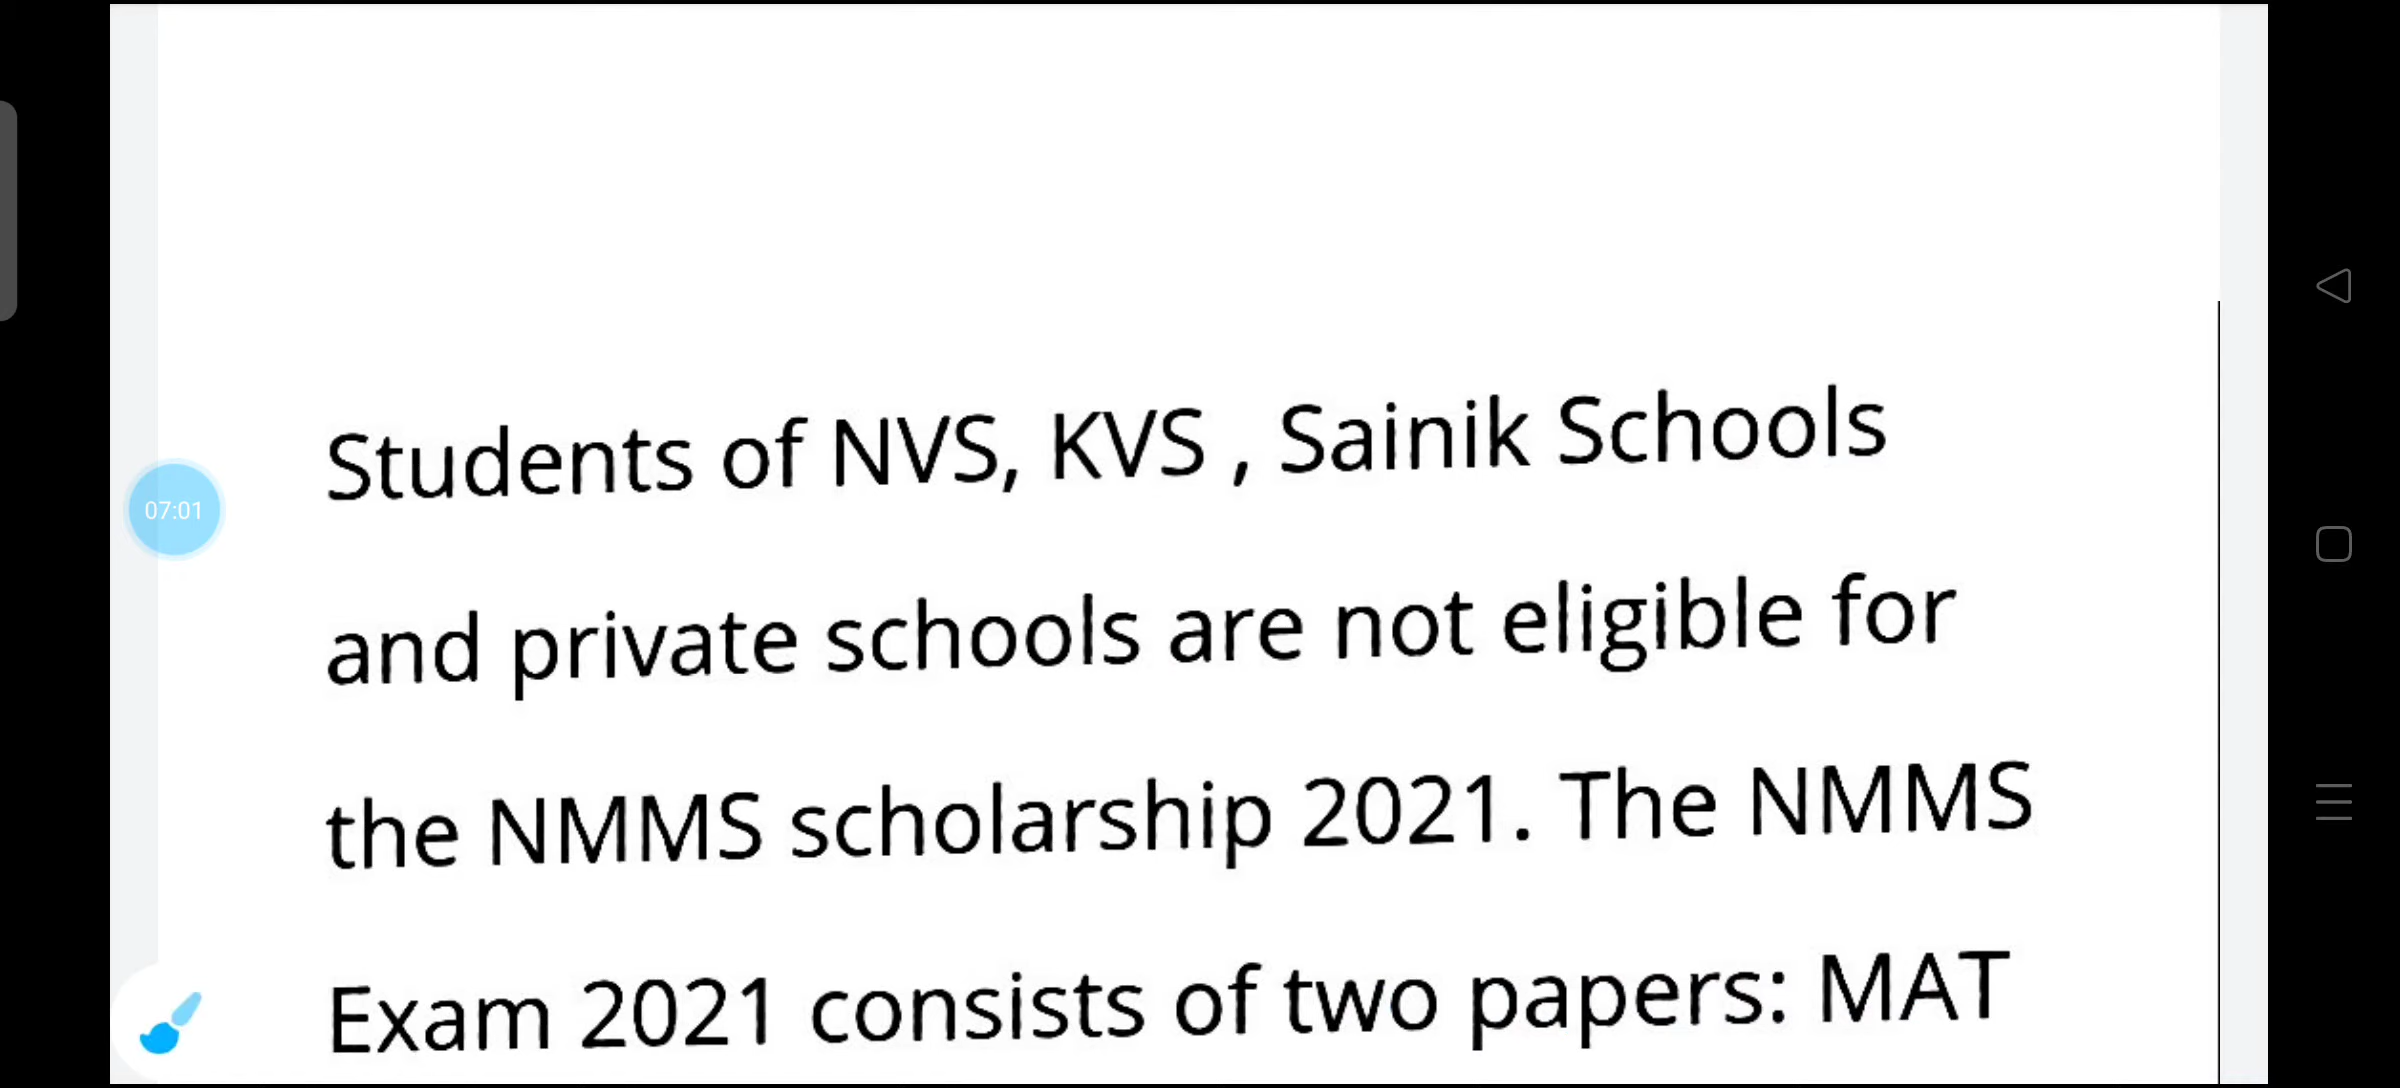 Students of NVS, KVS , Sainik Schools
07:01
and private schools are not eligible for
the NMMS scholarship 2021. The NMMS
Exam 2021 consists of two papers: MAT